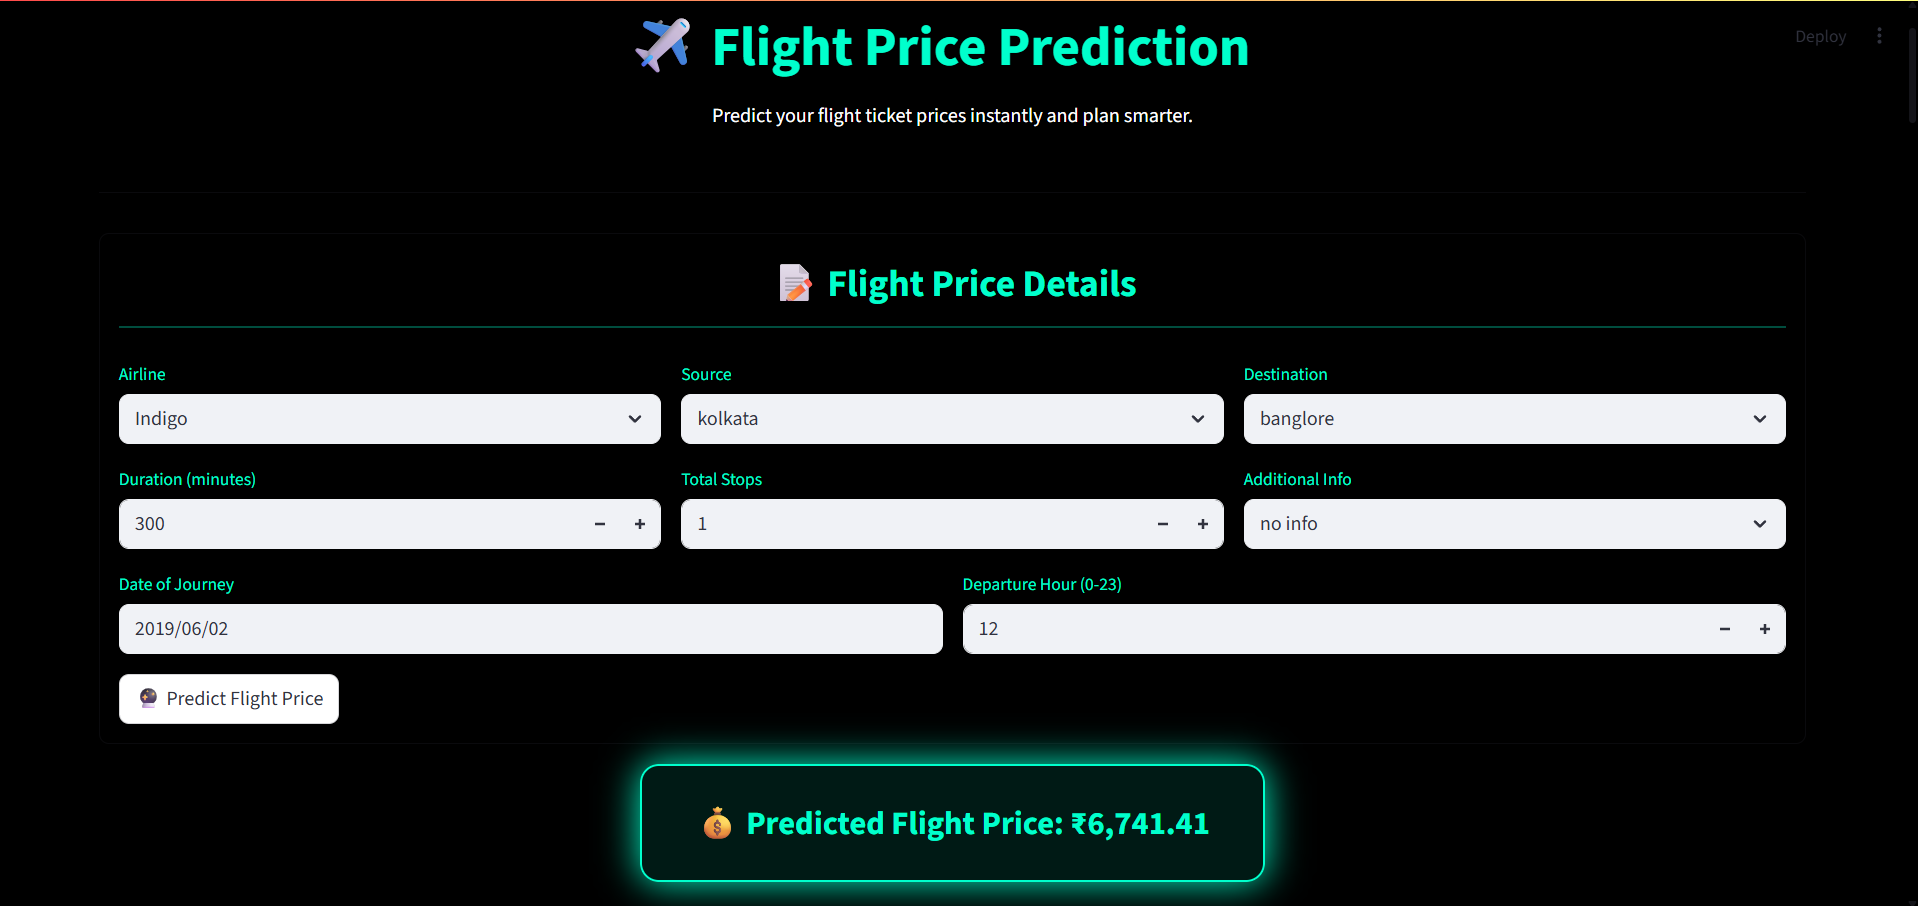 Deploy
Flight Price Prediction
Predict your flight ticket prices instantly and plan smarter.
Flight Price Details
Airline Source Destination
Indigo kolkata banglore
Duration (minutes) Total Stops Additional Info
300 1 no info
Date of Journey Departure Hour (0-23)
2019/06/02 12
Predict Flight Price
Predicted Flight Price: ₹6,741.41